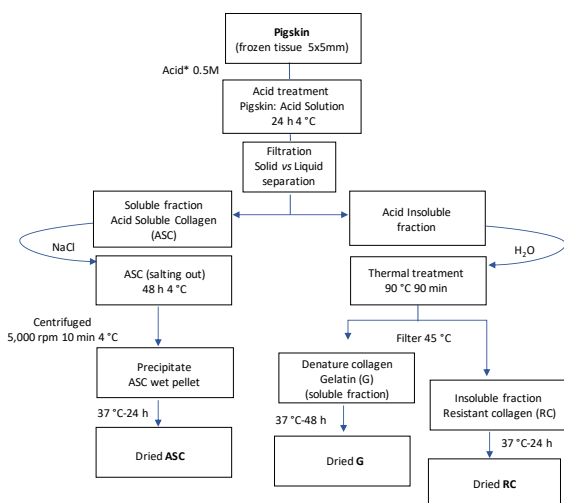 Pigskin
(frozen tissue 5x5mm)
Acid* 0.5M
Acid treatment
Pigskin: Acid Solution
24 h 4 °C
Filtration
Solid vs Liquid
separation
Soluble fraction
Acid Soluble Collagen
(ASC)
Acid Insoluble
fraction
NaCl
H₂O
ASC (salting out)
48 h 4 °C
Thermal treatment
90 °C 90 min
Centrifuged
5,000 rpm 10 min 4 °C
Filter 45 °C
Precipitate
ASC wet pellet
Denature collagen
Gelatin (G)
(soluble fraction)
Insoluble fraction
Resistant collagen (RC)
37 °C-24 h
37 °C-48 h
37 °C-24 h
Dried ASC
Dried G
Dried RC